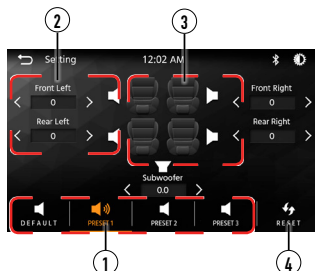 2 3
Setting 12:02 AM
Front Left Front Right
0 0
Rear Left Rear Right
0 0
Subwoofer
0.0
DEFAULT PRESET 1 PRESET 2 PRESET 3 RESET
1 4